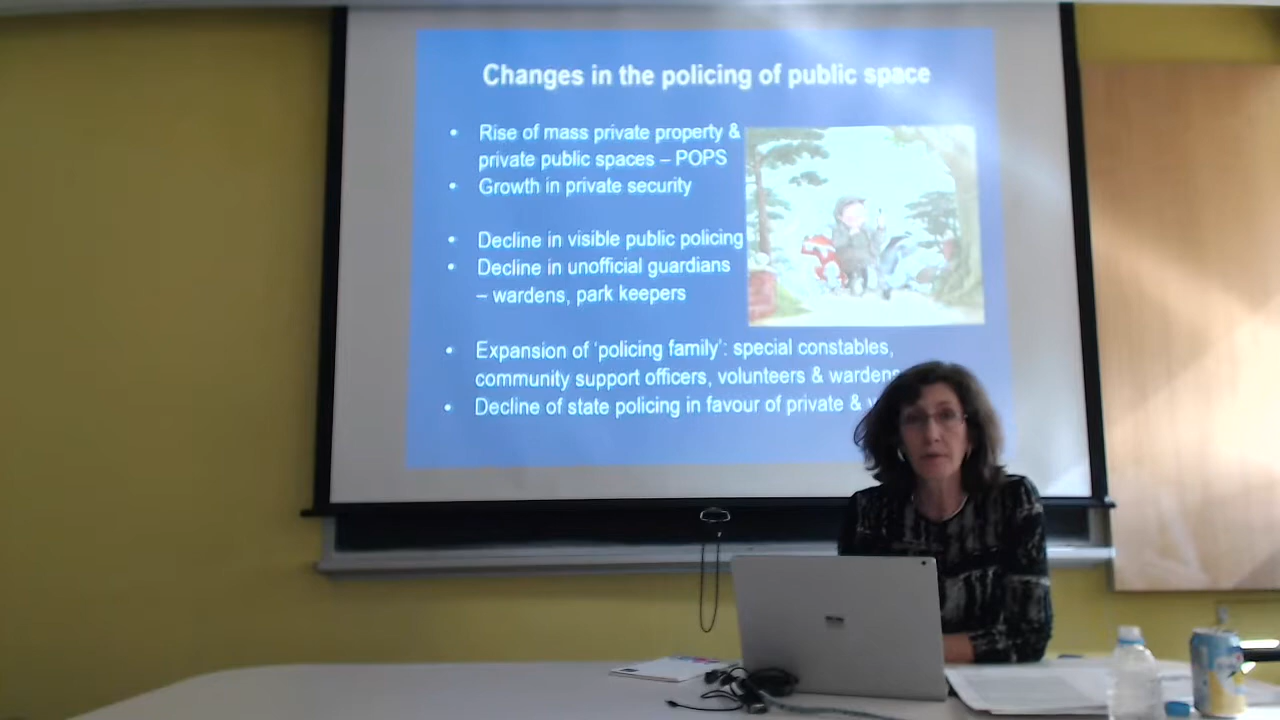 Changes in the policing of public space
• Rise of mass private property &
private public spaces – POPS
• Growth in private security
• Decline in visible public policing
• Decline in unofficial guardians
– wardens, park keepers
• Expansion of ‘policing family’: special constables,
community support officers, volunteers & wardens
• Decline of state policing in favour of private &